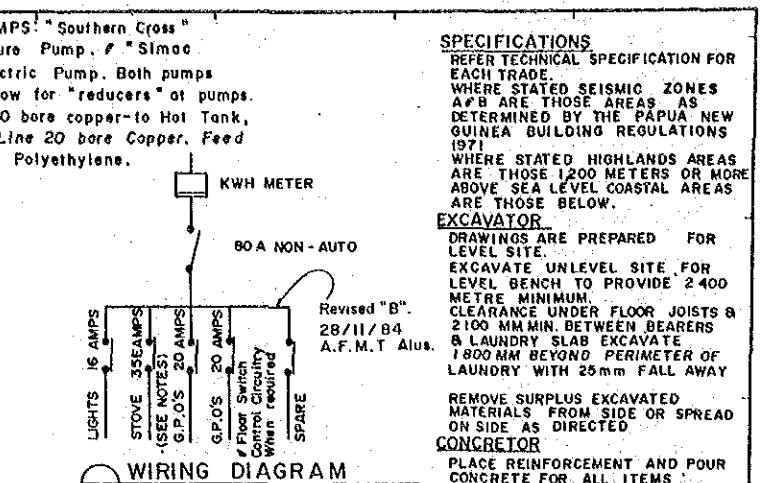 MPS: "Southern Cross"
ure Pump. & "Simac
ctric Pump. Both pumps
ow for "reducers" at pumps.
0 bore copper-to Hot Tank,
Line 20 bore Copper. Feed
Polyethylene.
KWH METER
80 A NON-AUTO
Revised "B".
28/11/84
A.F.M.T Alus.
LIGHTS 16 AMPS
STOVE 35E AMPS
-(SEE NOTES)
G.P.O'S 20 AMPS
G.P.O'S 20 AMPS
& Floor Switch
Control Circuitry
When required
SPARE
WIRING DIAGRAM
SPECIFICATIONS
REFER TECHNICAL SPECIFICATION FOR
EACH TRADE.
WHERE STATED SEISMIC ZONES
A&B ARE THOSE AREAS AS
DETERMINED BY THE PAPUA NEW
GUINEA BUILDING REGULATIONS
1971
WHERE STATED HIGHLANDS AREAS
ARE THOSE 1,200 METERS OR MORE
ABOVE SEA LEVEL COASTAL AREAS
ARE THOSE BELOW.
EXCAVATOR
DRAWINGS ARE PREPARED FOR
LEVEL SITE.
EXCAVATE UNLEVEL SITE FOR
LEVEL BENCH TO PROVIDE 2400
METRE MINIMUM.
CLEARANCE UNDER FLOOR JOISTS &
2100 MM MIN. BETWEEN BEARERS
& LAUNDRY SLAB EXCAVATE
1800 MM BEYOND PERIMETER OF
LAUNDRY WITH 25mm FALL AWAY
REMOVE SURPLUS EXCAVATED
MATERIALS FROM SIDE OR SPREAD
ON SIDE AS DIRECTED
CONCRETOR
PLACE REINFORCEMENT AND POUR
CONCRETE FOR ALL ITEMS